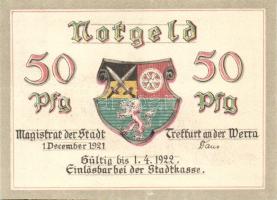 Notgeld
50 50
Pfg Pfg
Magistrat der Stadt Treffurt an der Werra
1.December 1921
Gültig bis 1.4.1922.
Einlösbar bei der Stadtkasse.